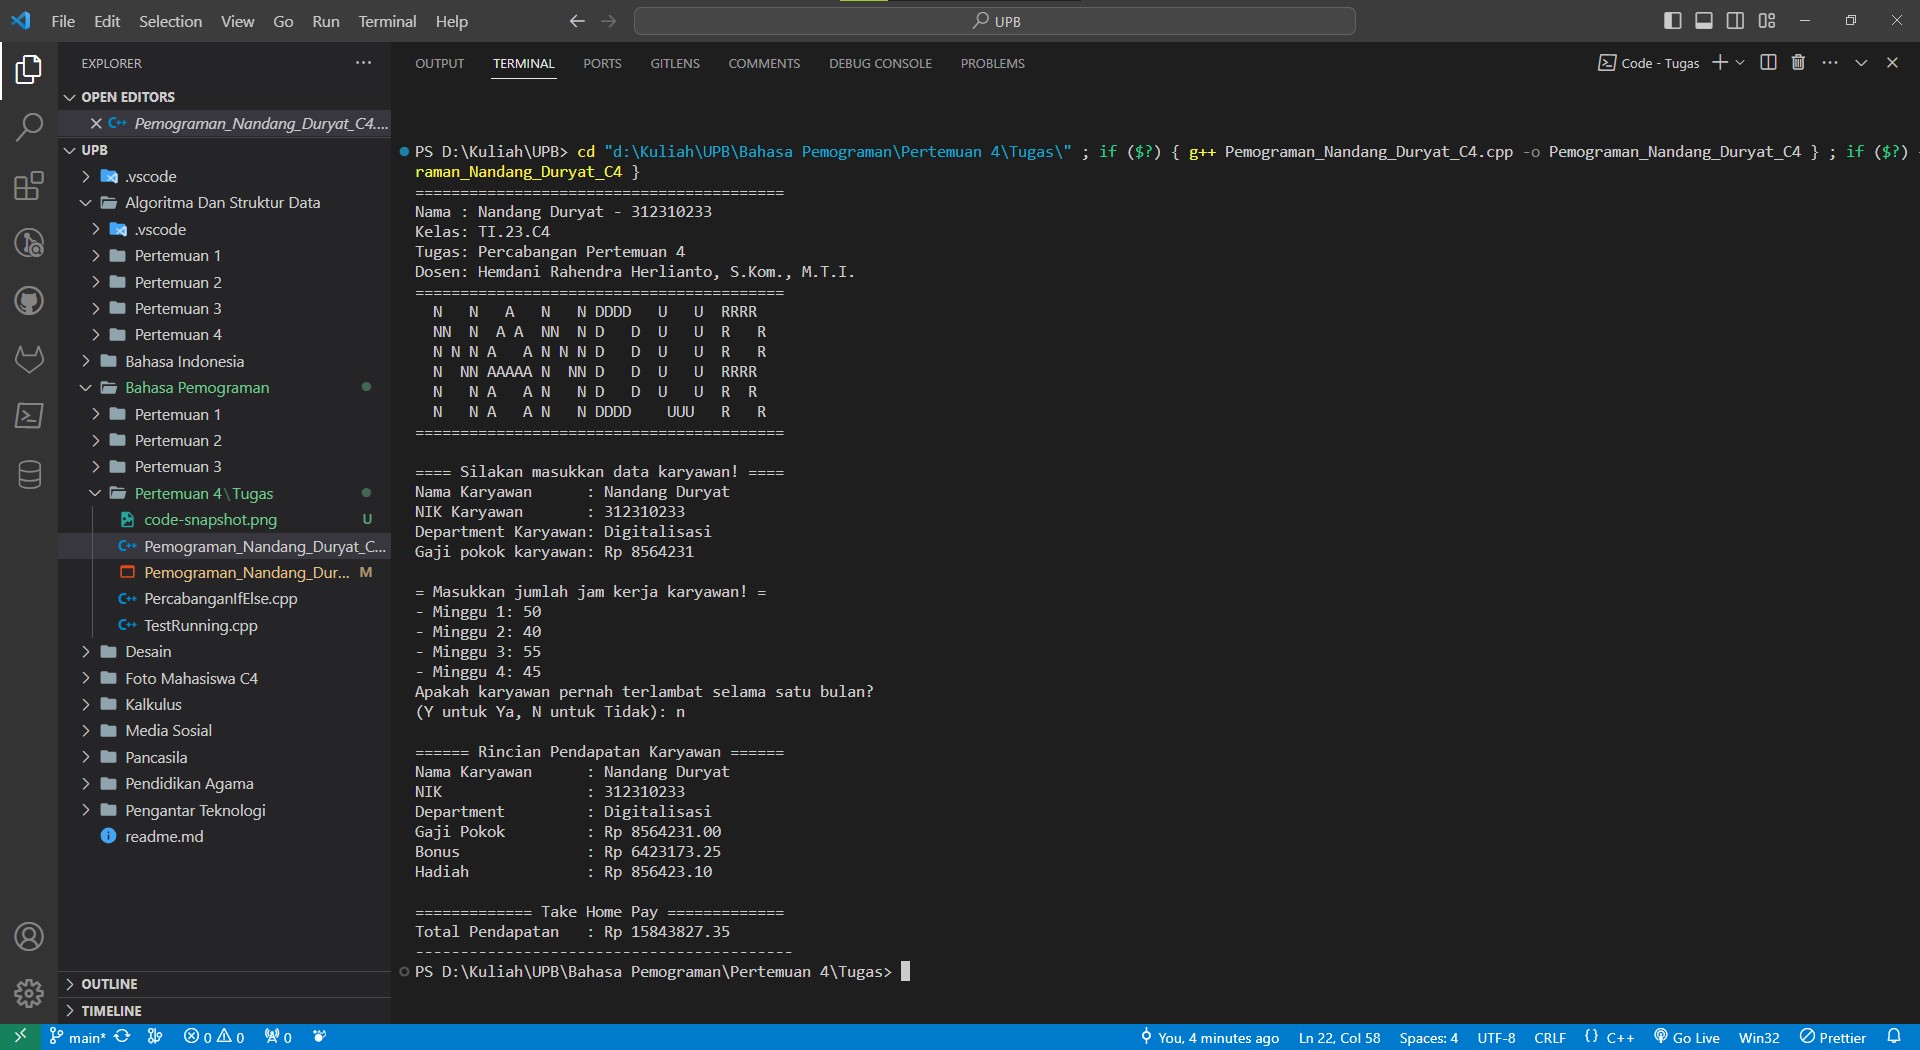 File Edit Selection View Go Run Terminal Help
UPB
EXPLORER
OPEN EDITORS
Pemograman_Nandang_Duryat_C4....
UPB
.vscode
Algoritma Dan Struktur Data
.vscode
Pertemuan 1
Pertemuan 2
Pertemuan 3
Pertemuan 4
Bahasa Indonesia
Bahasa Pemograman
Pertemuan 1
Pertemuan 2
Pertemuan 3
Pertemuan 4\Tugas
code-snapshot.png U
Pemograman_Nandang_Duryat_C...
Pemograman_Nandang_Dur... M
PercabanganIfElse.cpp
TestRunning.cpp
Desain
Foto Mahasiswa C4
Kalkulus
Media Sosial
Pancasila
Pendidikan Agama
Pengantar Teknologi
readme.md
OUTLINE
TIMELINE
OUTPUT TERMINAL PORTS GITLENS COMMENTS DEBUG CONSOLE PROBLEMS
Code - Tugas
PS D:\Kuliah\UPB> cd "d:\Kuliah\UPB\Bahasa Pemograman\Pertemuan 4\Tugas\" ; if ($?) { g++ Pemograman_Nandang_Duryat_C4.cpp -o Pemograman_Nandang_Duryat_C4 } ; if ($?)
raman_Nandang_Duryat_C4 }
=========================================
Nama : Nandang Duryat - 312310233
Kelas: TI.23.C4
Tugas: Percabangan Pertemuan 4
Dosen: Hemdani Rahendra Herlianto, S.Kom., M.T.I.
=========================================
  N   N   A   N   N DDDD   U   U  RRRR
  NN  N  A A  NN  N D   D  U   U  R   R
  N N N A   A N N N D   D  U   U  R   R
  N  NN AAAAA N  NN D   D  U   U  RRRR
  N   N A   A N   N D   D  U   U  R  R
  N   N A   A N   N DDDD    UUU   R   R
=========================================
==== Silakan masukkan data karyawan! ====
Nama Karyawan      : Nandang Duryat
NIK Karyawan       : 312310233
Department Karyawan: Digitalisasi
Gaji pokok karyawan: Rp 8564231
= Masukkan jumlah jam kerja karyawan! =
- Minggu 1: 50
- Minggu 2: 40
- Minggu 3: 55
- Minggu 4: 45
Apakah karyawan pernah terlambat selama satu bulan?
(Y untuk Ya, N untuk Tidak): n
====== Rincian Pendapatan Karyawan ======
Nama Karyawan      : Nandang Duryat
NIK                : 312310233
Department         : Digitalisasi
Gaji Pokok         : Rp 8564231.00
Bonus              : Rp 6423173.25
Hadiah             : Rp 856423.10
============= Take Home Pay =============
Total Pendapatan   : Rp 15843827.35
------------------------------------------
PS D:\Kuliah\UPB\Bahasa Pemograman\Pertemuan 4\Tugas>
main* 0 0 0 You, 4 minutes ago Ln 22, Col 58 Spaces: 4 UTF-8 CRLF {} C++ Go Live Win32 Prettier